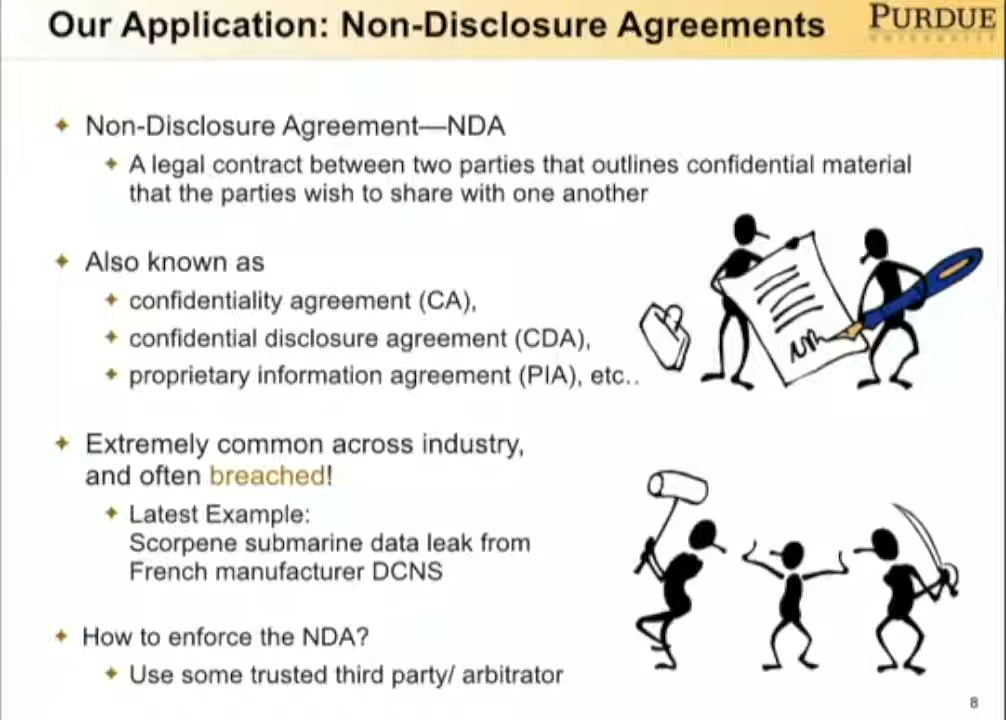 Our Application: Non-Disclosure Agreements
PURDUE
UNIVERSITY
✦ Non-Disclosure Agreement—NDA
✦ A legal contract between two parties that outlines confidential material
that the parties wish to share with one another
✦ Also known as
✦ confidentiality agreement (CA),
✦ confidential disclosure agreement (CDA),
✦ proprietary information agreement (PIA), etc..
✦ Extremely common across industry,
and often breached!
✦ Latest Example:
Scorpene submarine data leak from
French manufacturer DCNS
✦ How to enforce the NDA?
✦ Use some trusted third party/ arbitrator
8